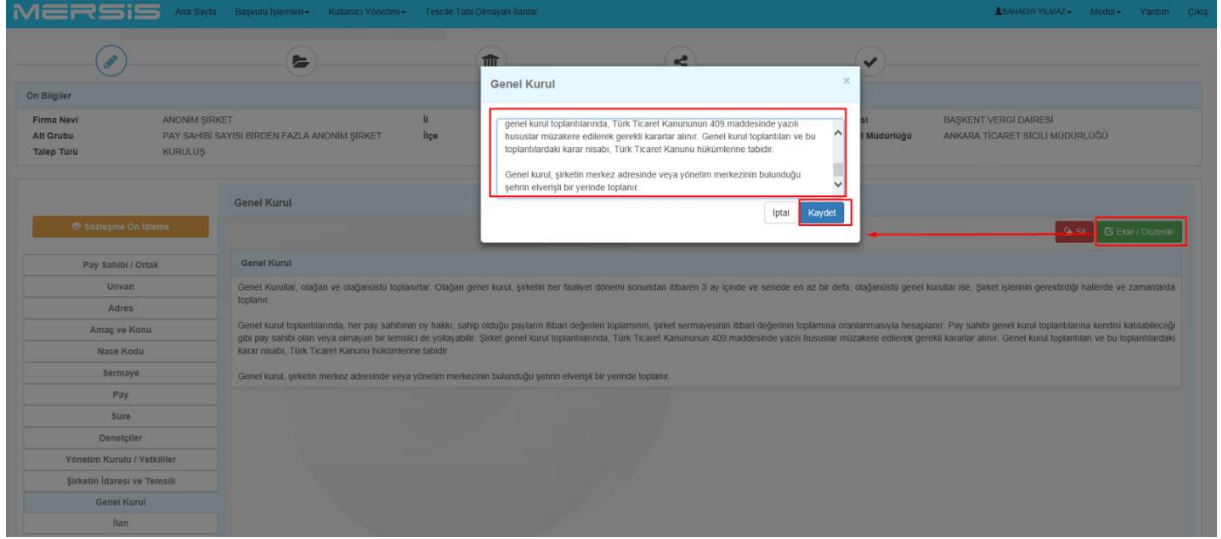 MERSiS Ana Sayfa Başvuru İşlemleri Kullanıcı Yönetimi Tescile Tabi Olmayan İlanlar BAHADIR YILMAZ Modül Yardım Çıkış
Ön Bilgiler
Firma Nevi ANONİM ŞİRKET İl BAŞKENT VERGİ DAİRESİ
Alt Grubu PAY SAHİBİ SAYISI BİRDEN FAZLA ANONİM ŞİRKET İlçe Müdürlüğü ANKARA TİCARET SİCİLİ MÜDÜRLÜĞÜ
Talep Türü KURULUŞ
Genel Kurul ×
genel kurul toplantılarında, Türk Ticaret Kanununun 409.maddesinde yazılı
hususlar müzakere edilerek gerekli kararlar alınır. Genel kurul toplantıları ve bu
toplantılardaki karar nisabı, Türk Ticaret Kanunu hükümlerine tabidir.
Genel kurul, şirketin merkez adresinde veya yönetim merkezinin bulunduğu
şehrin elverişli bir yerinde toplanır.
İptal Kaydet
Genel Kurul
Sözleşme Ön İzleme
Sil Ekle / Düzenle
Pay Sahibi / Ortak
Unvan
Adres
Amaç ve Konu
Nace Kodu
Sermaye
Pay
Süre
Denetçiler
Yönetim Kurulu / Yetkililer
Şirketin İdaresi ve Temsili
Genel Kurul
İlan
Genel Kurul
Genel Kurullar, olağan ve olağanüstü toplanırlar. Olağan genel kurul, şirketin her faaliyet dönemi sonundan itibaren 3 ay içinde ve senede en az bir defa; olağanüstü genel kurullar ise, Şirket işlerinin gerektirdiği hallerde ve zamanlarda
toplanır.
Genel kurul toplantılarında, her pay sahibinin oy hakkı, sahip olduğu payların itibari değerleri toplamının, şirket sermayesinin itibari değerinin toplamına oranlanmasıyla hesaplanır. Pay sahibi genel kurul toplantılarına kendisi katılabileceği
gibi pay sahibi olan veya olmayan bir temsilci de yollayabilir. Şirket genel kurul toplantılarında, Türk Ticaret Kanununun 409 maddesinde yazılı hususlar müzakere edilerek gerekli kararlar alınır. Genel kurul toplantıları ve bu toplantılardaki
karar nisabı, Türk Ticaret Kanunu hükümlerine tabidir.
Genel kurul, şirketin merkez adresinde veya yönetim merkezinin bulunduğu şehrin elverişli bir yerinde toplanır.